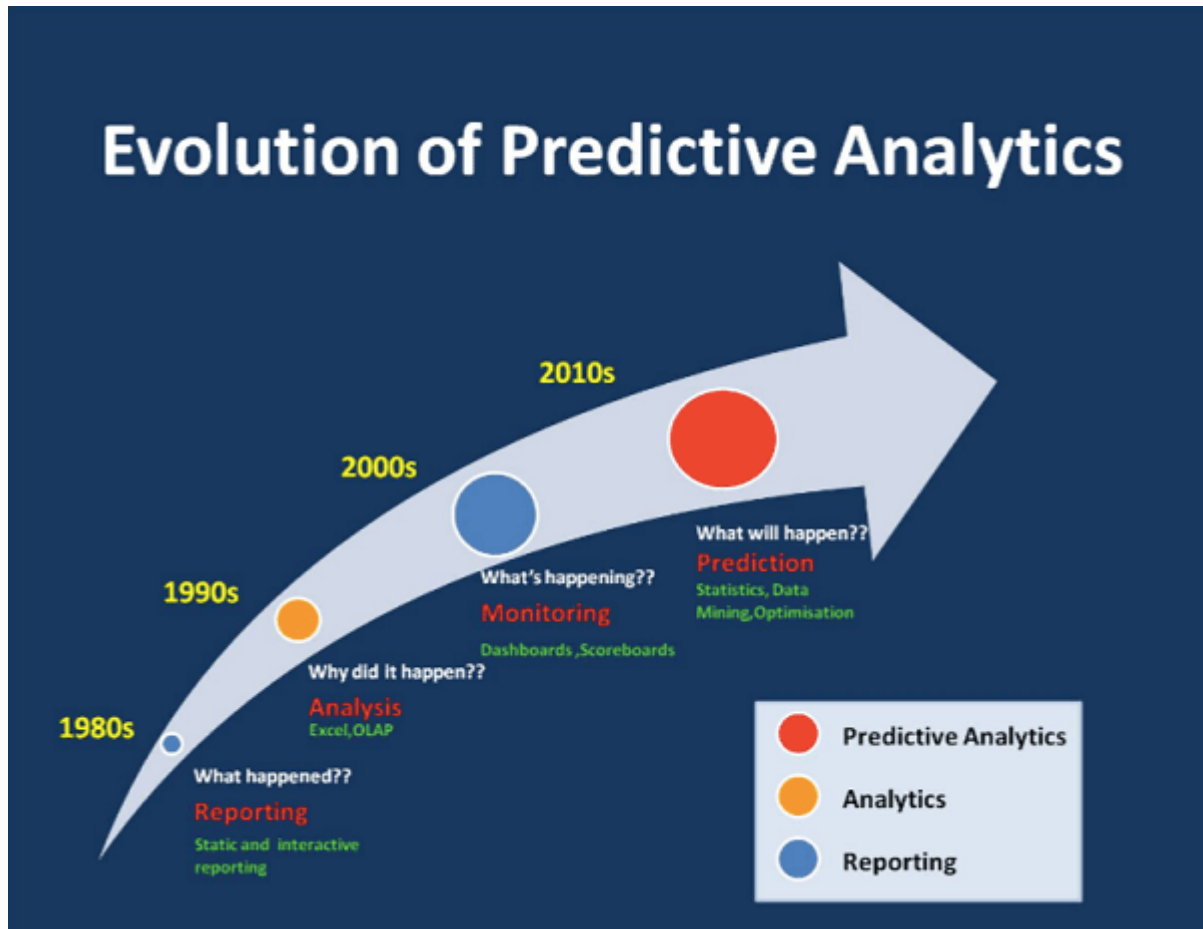 Evolution of Predictive Analytics
1980s
What happened??
Reporting
Static and interactive
reporting
1990s
Why did it happen??
Analysis
Excel,OLAP
2000s
What's happening??
Monitoring
Dashboards ,Scoreboards
2010s
What will happen??
Prediction
Statistics, Data
Mining,Optimisation
Predictive Analytics
Analytics
Reporting